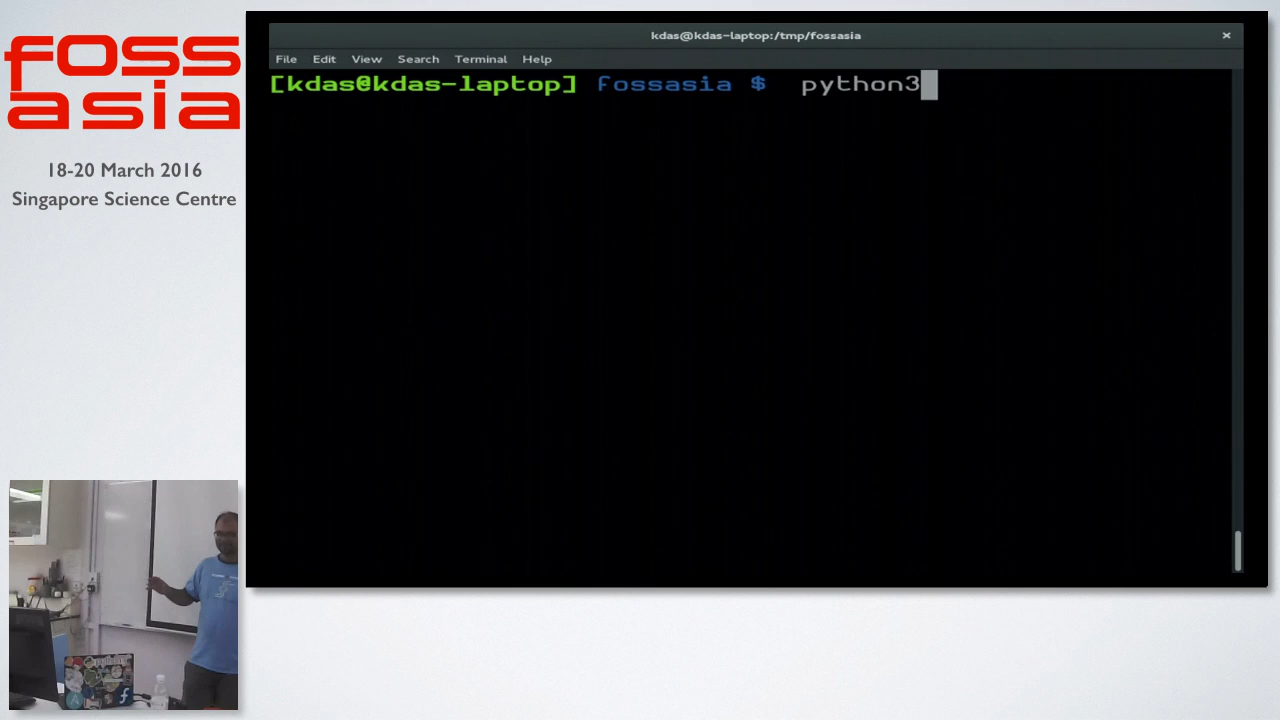 foss
asia
18-20 March 2016
Singapore Science Centre
kdas@kdas-laptop:/tmp/fossasia ×
File Edit View Search Terminal Help
[kdas@kdas-laptop] fossasia $ python3